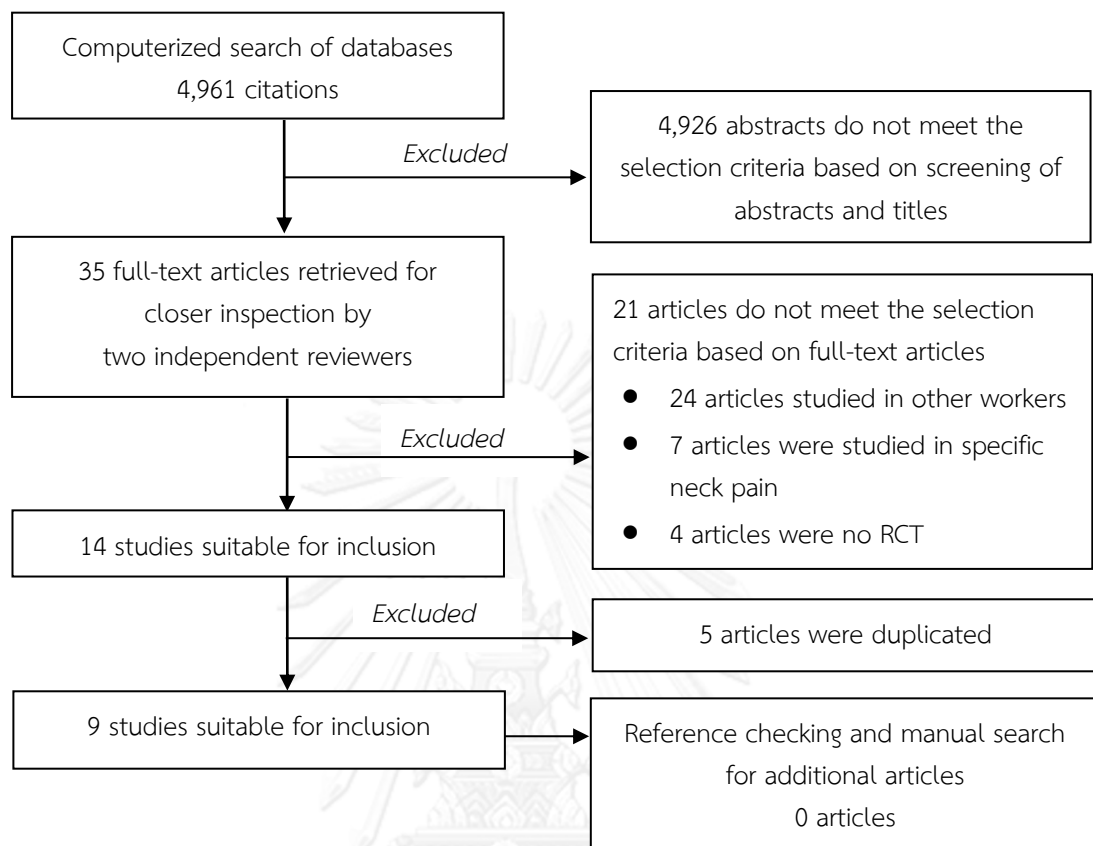 Computerized search of databases
4,961 citations
Excluded
4,926 abstracts do not meet the
selection criteria based on screening of
abstracts and titles
35 full-text articles retrieved for
closer inspection by
two independent reviewers
Excluded
21 articles do not meet the selection
criteria based on full-text articles
● 24 articles studied in other workers
● 7 articles were studied in specific
neck pain
● 4 articles were no RCT
14 studies suitable for inclusion
Excluded
5 articles were duplicated
9 studies suitable for inclusion
Reference checking and manual search
for additional articles
0 articles